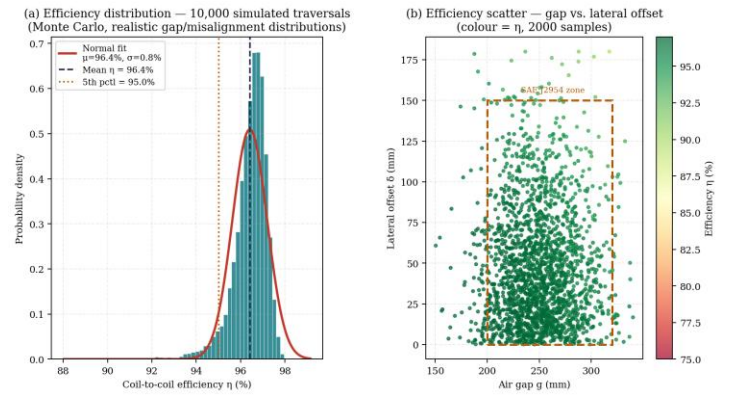 (a) Efficiency distribution — 10,000 simulated traversals
(Monte Carlo, realistic gap/misalignment distributions)
Normal fit
μ=96.4%, σ=0.8%
Mean η = 96.4%
5th pctl = 95.0%
0.7
0.6
0.5
0.4
0.3
0.2
0.1
0.0
Probability density
88
90
92
94
96
98
Coil-to-coil efficiency η (%)
(b) Efficiency scatter — gap vs. lateral offset
(colour = η, 2000 samples)
SAE J2954 zone
175
150
125
100
75
50
25
0
Lateral offset δ (mm)
150
200
250
300
Air gap g (mm)
95.0
92.5
90.0
87.5
85.0
82.5
80.0
77.5
75.0
Efficiency η (%)